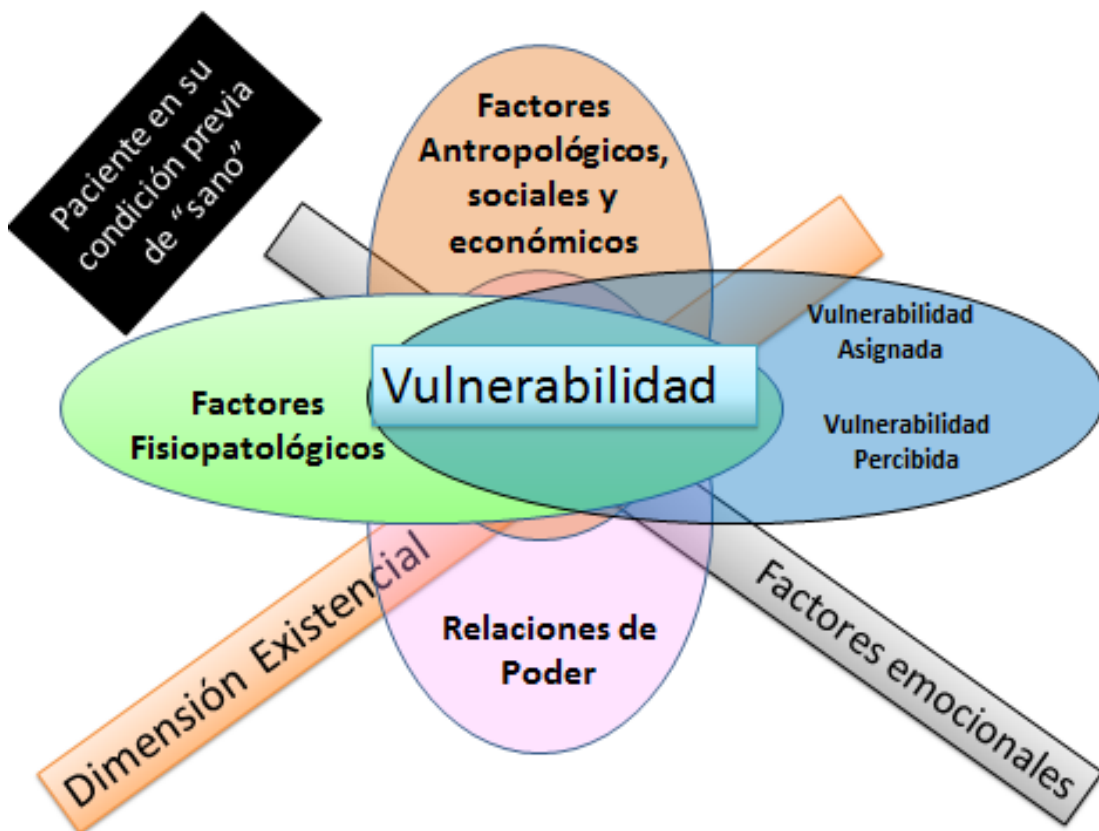 Paciente en su
condición previa
de “sano”
Factores
Antropológicos,
sociales y
económicos
Vulnerabilidad
Asignada
Vulnerabilidad
Factores
Fisiopatológicos
Vulnerabilidad
Percibida
Relaciones de
Poder
Dimensión Existencial
Factores emocionales